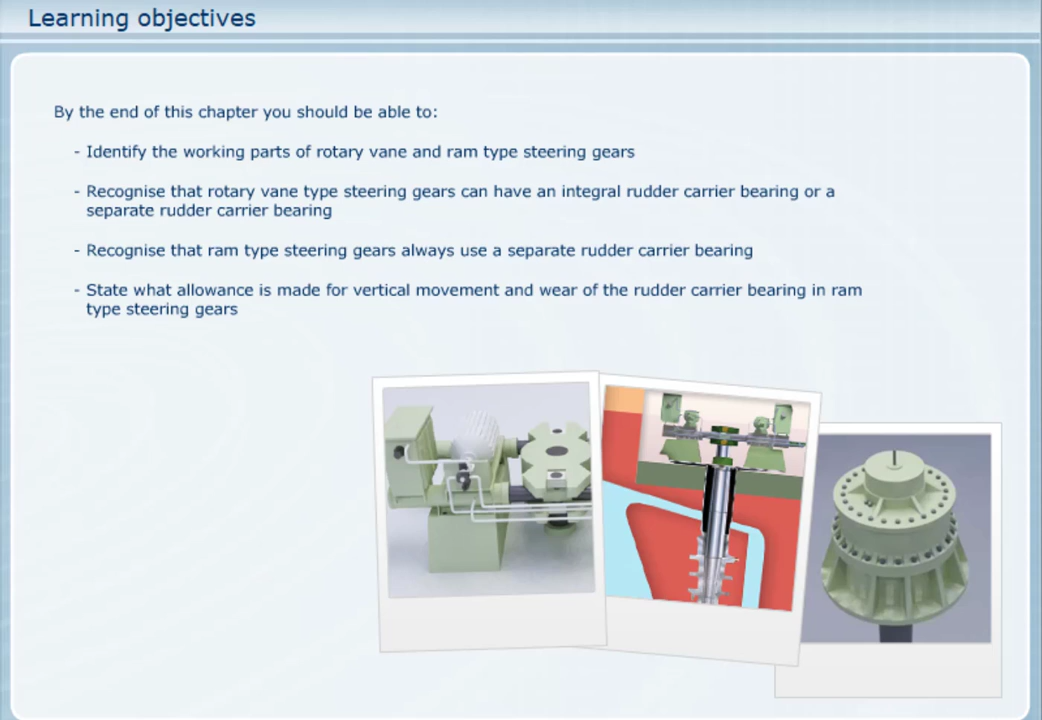 Learning objectives
By the end of this chapter you should be able to:
- Identify the working parts of rotary vane and ram type steering gears
- Recognise that rotary vane type steering gears can have an integral rudder carrier bearing or a
separate rudder carrier bearing
- Recognise that ram type steering gears always use a separate rudder carrier bearing
- State what allowance is made for vertical movement and wear of the rudder carrier bearing in ram
type steering gears